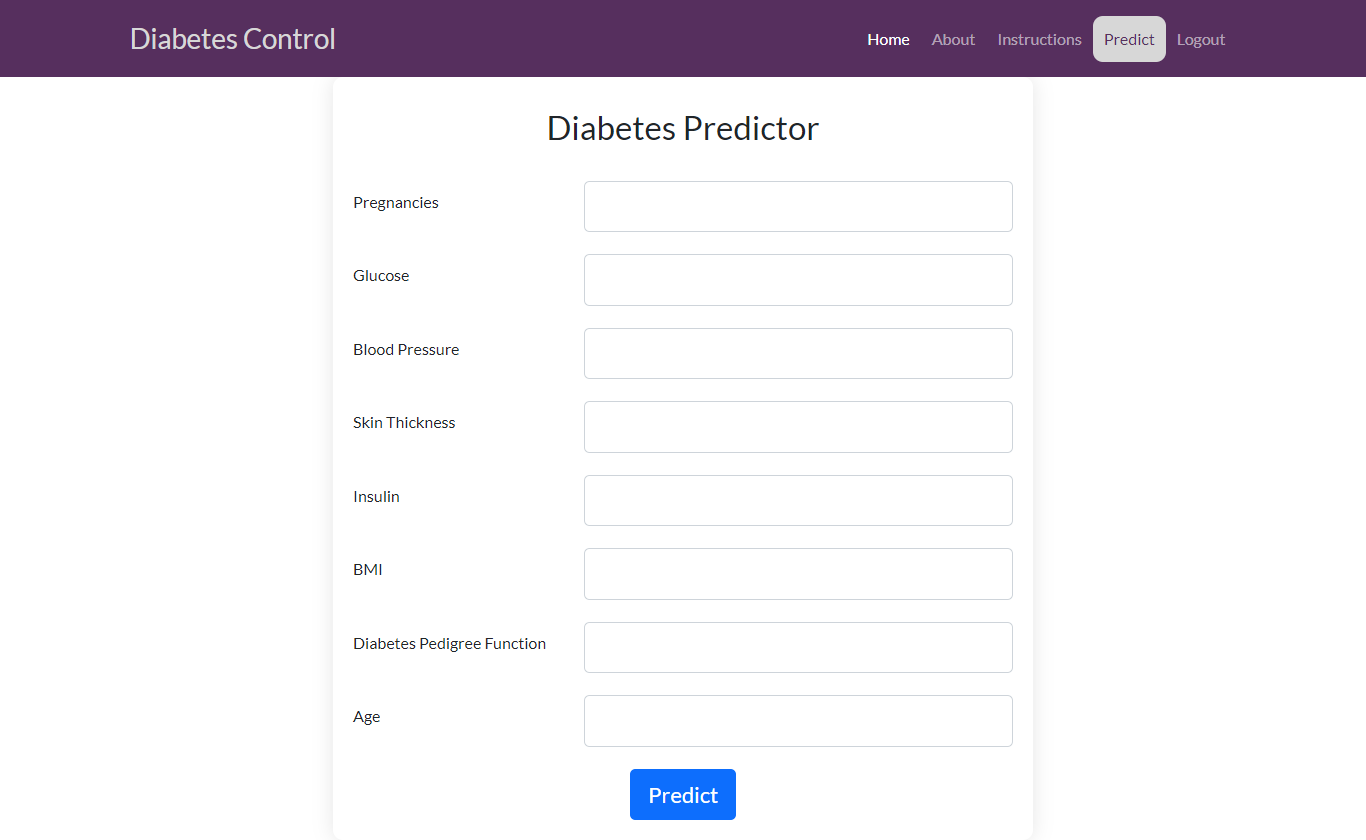 Diabetes Control
Home About Instructions Predict Logout
Diabetes Predictor
Pregnancies
Glucose
Blood Pressure
Skin Thickness
Insulin
BMI
Diabetes Pedigree Function
Age
Predict